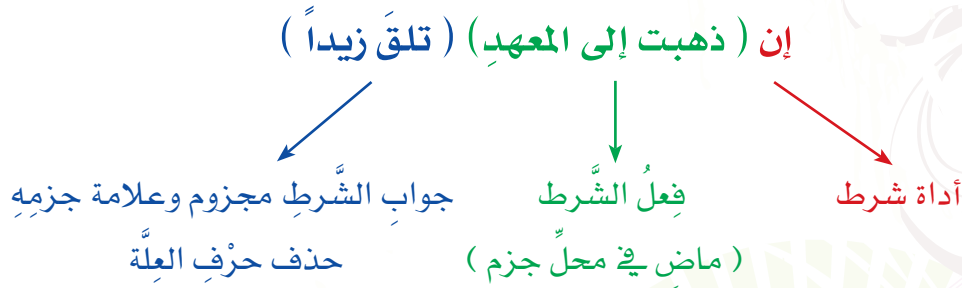 إن ( ذهبت إلى المعهدِ ) ( تلقَ زيداً )
أداة شرط فِعلُ الشَّرط جوابِ الشَّرطِ مجزوم وعلامة جزمِهِ
( ماضٍ في محلِّ جزم ) حذف حرْفِ العِلَّة